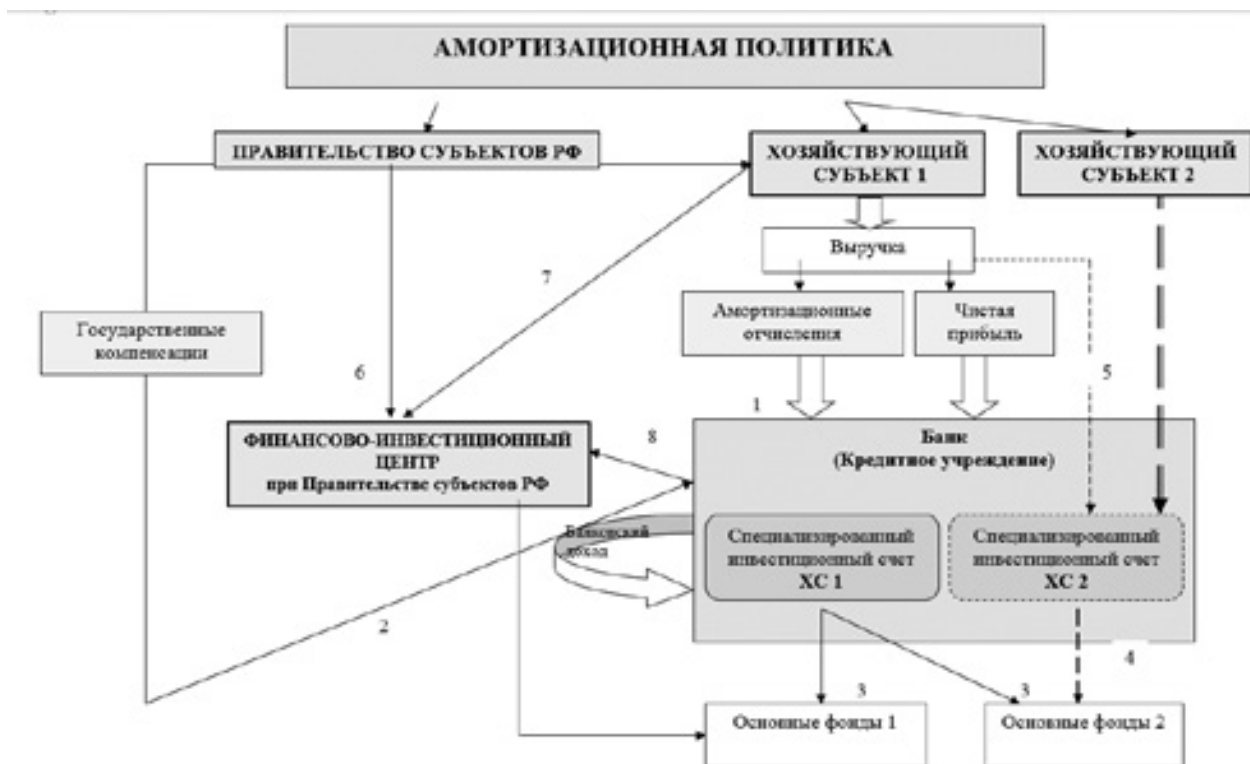 АМОРТИЗАЦИОННАЯ ПОЛИТИКА
ПРАВИТЕЛЬСТВО СУБЪЕКТОВ РФ
ХОЗЯЙСТВУЮЩИЙ
СУБЪЕКТ 1
ХОЗЯЙСТВУЮЩИЙ
СУБЪЕКТ 2
Выручка
7
Амортизационные
отчисления
Чистая
прибыль
Государственные
компенсации
6
5
1
ФИНАНСОВО-ИНВЕСТИЦИОННЫЙ
ЦЕНТР
при Правительстве субъектов РФ
8
Банк
(Кредитное учреждение)
Банковский
доход
Специализированный
инвестиционный счет
ХС 1
Специализированный
инвестиционный счет
ХС 2
2
4
3
3
Основные фонды 1
Основные фонды 2